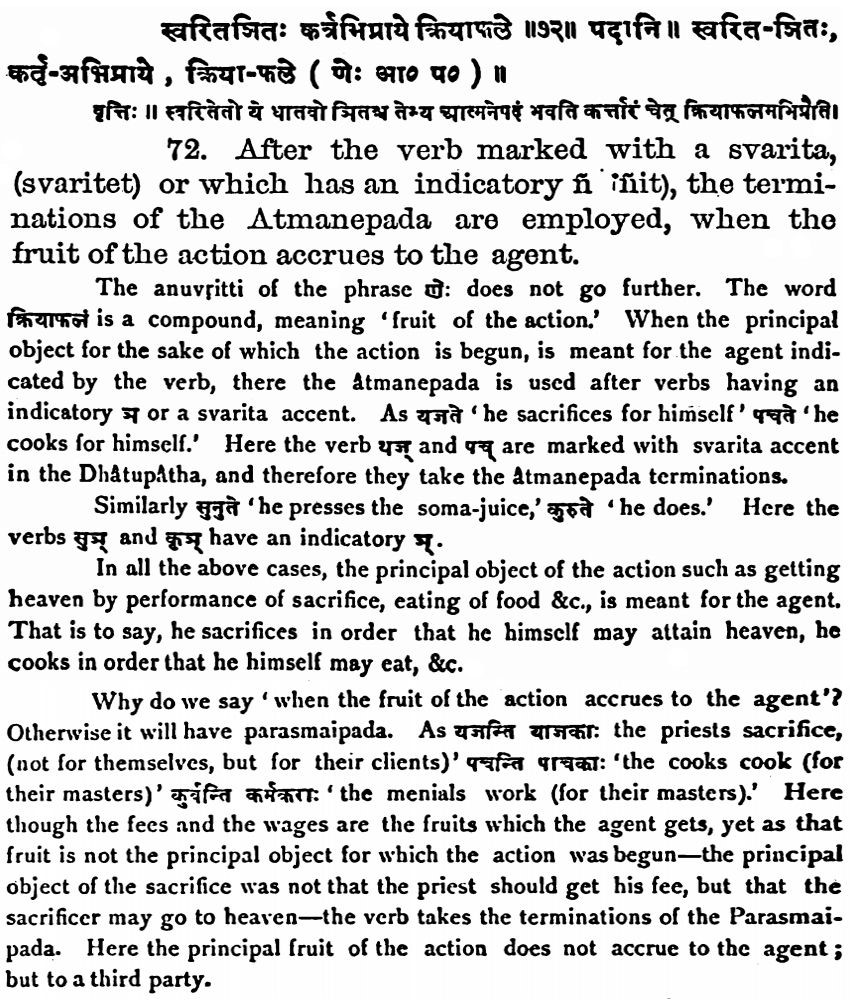 स्वरितञितः कर्त्रभिप्राये क्रियाफले ॥७२॥ पदानि ॥ स्वरित-ञितः,
कर्तृ-अभिप्राये , क्रिया-फले ( णेः आ० प० ) ॥
वृत्तिः ॥ स्वरितेतो ये धातवो ञितश्च तेभ्य आत्मनेपदं भवति कर्त्तारं चेत् क्रियाफलमभिप्रैति।
72. After the verb marked with a svarita,
(svaritet) or which has an indicatory ñ (ñit), the termi-
nations of the Atmanepada are employed, when the
fruit of the action accrues to the agent.
The anuvṛitti of the phrase णेः does not go further. The word
क्रियाफलं is a compound, meaning ‘fruit of the action.’ When the principal
object for the sake of which the action is begun, is meant for the agent indi-
cated by the verb, there the âtmanepada is used after verbs having an
indicatory ञ or a svarita accent. As यजते ‘he sacrifices for himself’ पचते ‘he
cooks for himself.’ Here the verb यज् and पच् are marked with svarita accent
in the Dhâtupâtha, and therefore they take the âtmanepada terminations.
Similarly सुनुते ‘he presses the soma-juice,’ कुरुते ‘he does.’ Here the
verbs सुञ् and कृञ् have an indicatory ञ्.
In all the above cases, the principal object of the action such as getting
heaven by performance of sacrifice, eating of food &c., is meant for the agent.
That is to say, he sacrifices in order that he himself may attain heaven, he
cooks in order that he himself may eat, &c.
Why do we say ‘when the fruit of the action accrues to the agent’?
Otherwise it will have parasmaipada. As यजन्ति याजकाः the priests sacrifice,
(not for themselves, but for their clients)’ पचन्ति पाचकाः ‘the cooks cook (for
their masters)’ कुर्वन्ति कर्मकराः ‘the menials work (for their masters).’ Here
though the fees and the wages are the fruits which the agent gets, yet as that
fruit is not the principal object for which the action was begun—the principal
object of the sacrifice was not that the priest should get his fee, but that the
sacrificer may go to heaven—the verb takes the terminations of the Parasmai-
pada. Here the principal fruit of the action does not accrue to the agent;
but to a third party.